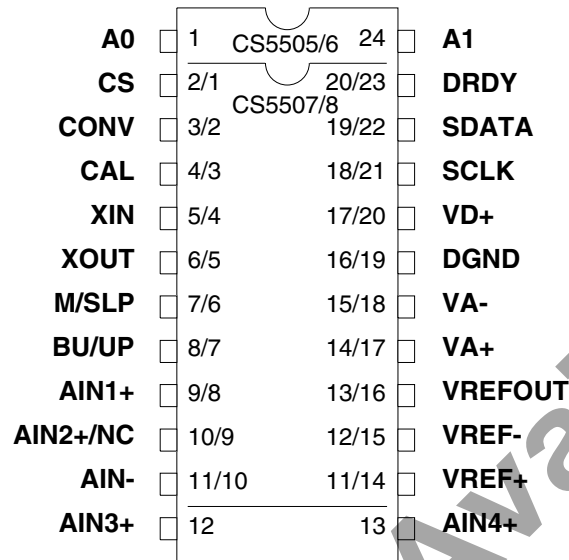 A0 1 CS5505/6 24 A1
CS 2/1 20/23 DRDY
CS5507/8
CONV 3/2 19/22 SDATA
CAL 4/3 18/21 SCLK
XIN 5/4 17/20 VD+
XOUT 6/5 16/19 DGND
M/SLP 7/6 15/18 VA-
BU/UP 8/7 14/17 VA+
AIN1+ 9/8 13/16 VREFOUT
AIN2+/NC 10/9 12/15 VREF-
AIN- 11/10 11/14 VREF+
AIN3+ 12 13 AIN4+
Ava